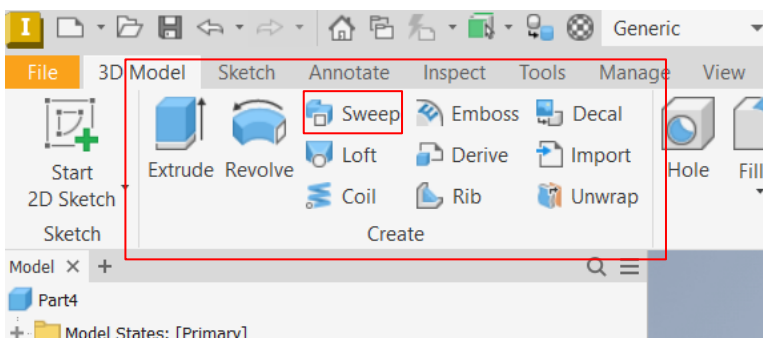 I Generic
File 3D Model Sketch Annotate Inspect Tools Manage View
Sweep Emboss Decal
Start Extrude Revolve Loft Derive Import Hole Fill
2D Sketch Coil Rib Unwrap
Sketch Create
Model × +
Part4
Model States: [Primary]